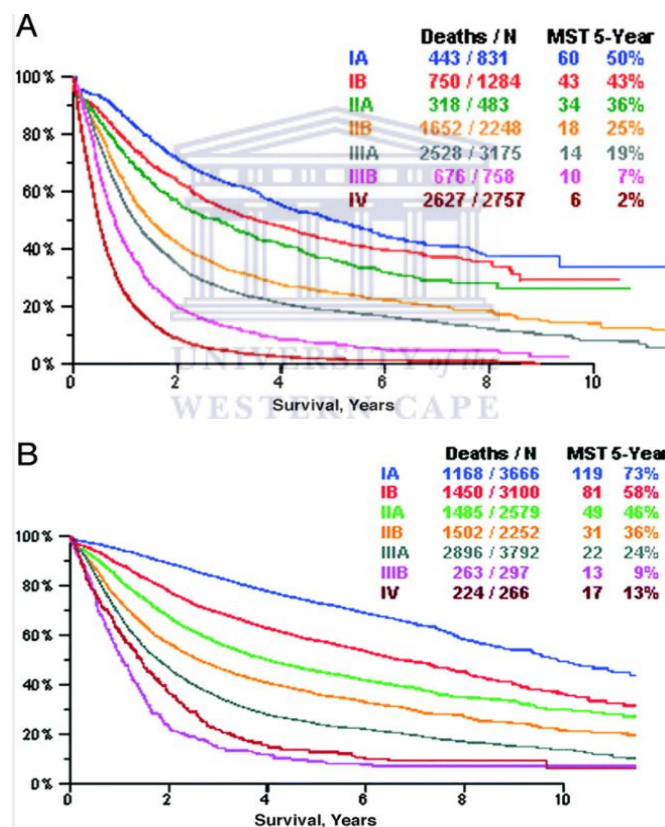 A
Deaths / N MST 5-Year
IA 443 / 831 60 50%
IB 750 / 1284 43 43%
IIA 318 / 483 34 36%
IIB 1652 / 2248 18 25%
IIIA 2528 / 3175 14 19%
IIIB 676 / 758 10 7%
IV 2627 / 2757 6 2%
100%
80%
60%
40%
20%
0%
0 2 4 6 8 10
Survival, Years
UNIVERSITY of the
WESTERN CAPE
B
Deaths / N MST 5-Year
IA 1168 / 3666 119 73%
IB 1450 / 3100 81 58%
IIA 1485 / 2579 49 46%
IIB 1502 / 2252 31 36%
IIIA 2896 / 3792 22 24%
IIIB 263 / 297 13 9%
IV 224 / 266 17 13%
100%
80%
60%
40%
20%
0%
0 2 4 6 8 10
Survival, Years